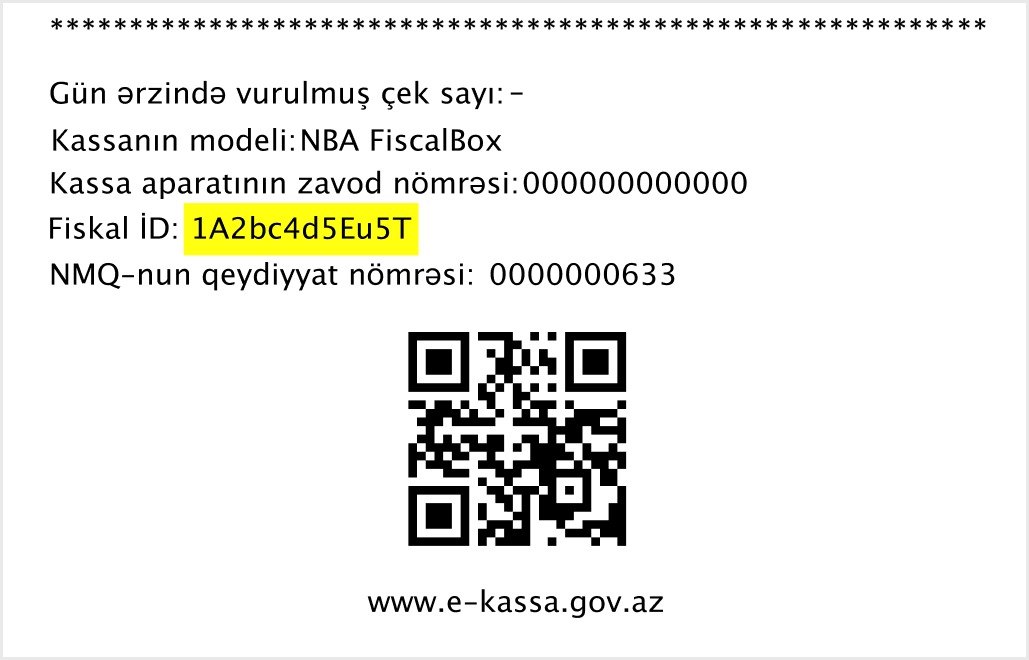 ************************************************************
Gün ərzində vurulmuş çek sayı: –
Kassanın modeli:NBA FiscalBox
Kassa aparatının zavod nömrəsi:000000000000
Fiskal İD: 1A2bc4d5Eu5T
NMQ–nun qeydiyyat nömrəsi: 0000000633
www.e–kassa.gov.az